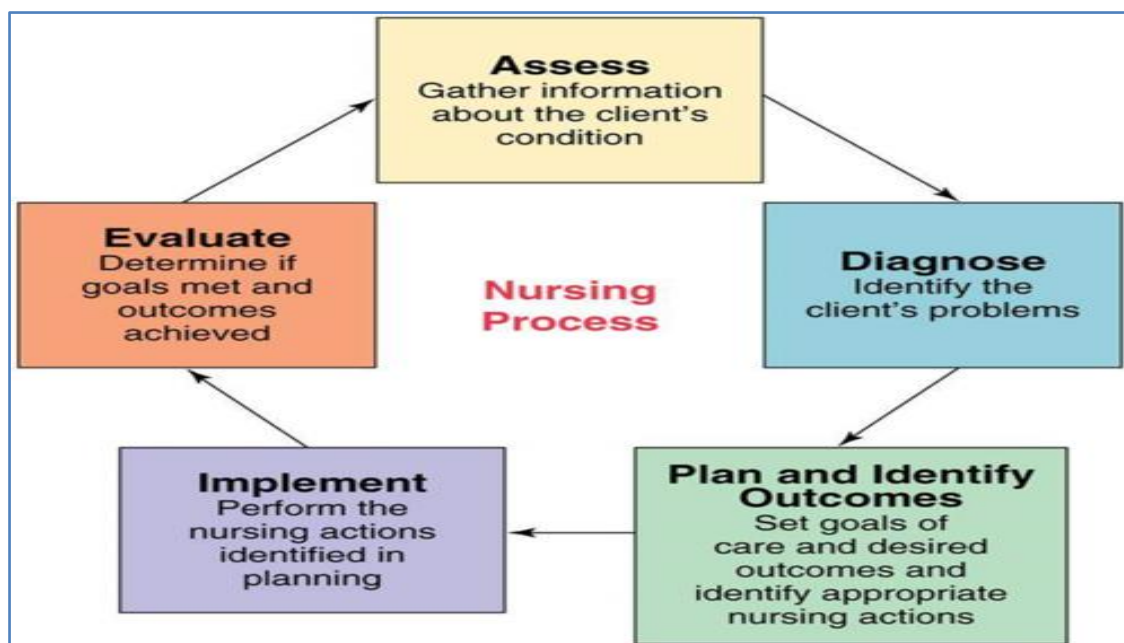 Assess
Gather information
about the client's
condition
Diagnose
Identify the
client's problems
Plan and Identify
Outcomes
Set goals of
care and desired
outcomes and
identify appropriate
nursing actions
Implement
Perform the
nursing actions
identified in
planning
Evaluate
Determine if
goals met and
outcomes
achieved
Nursing
Process